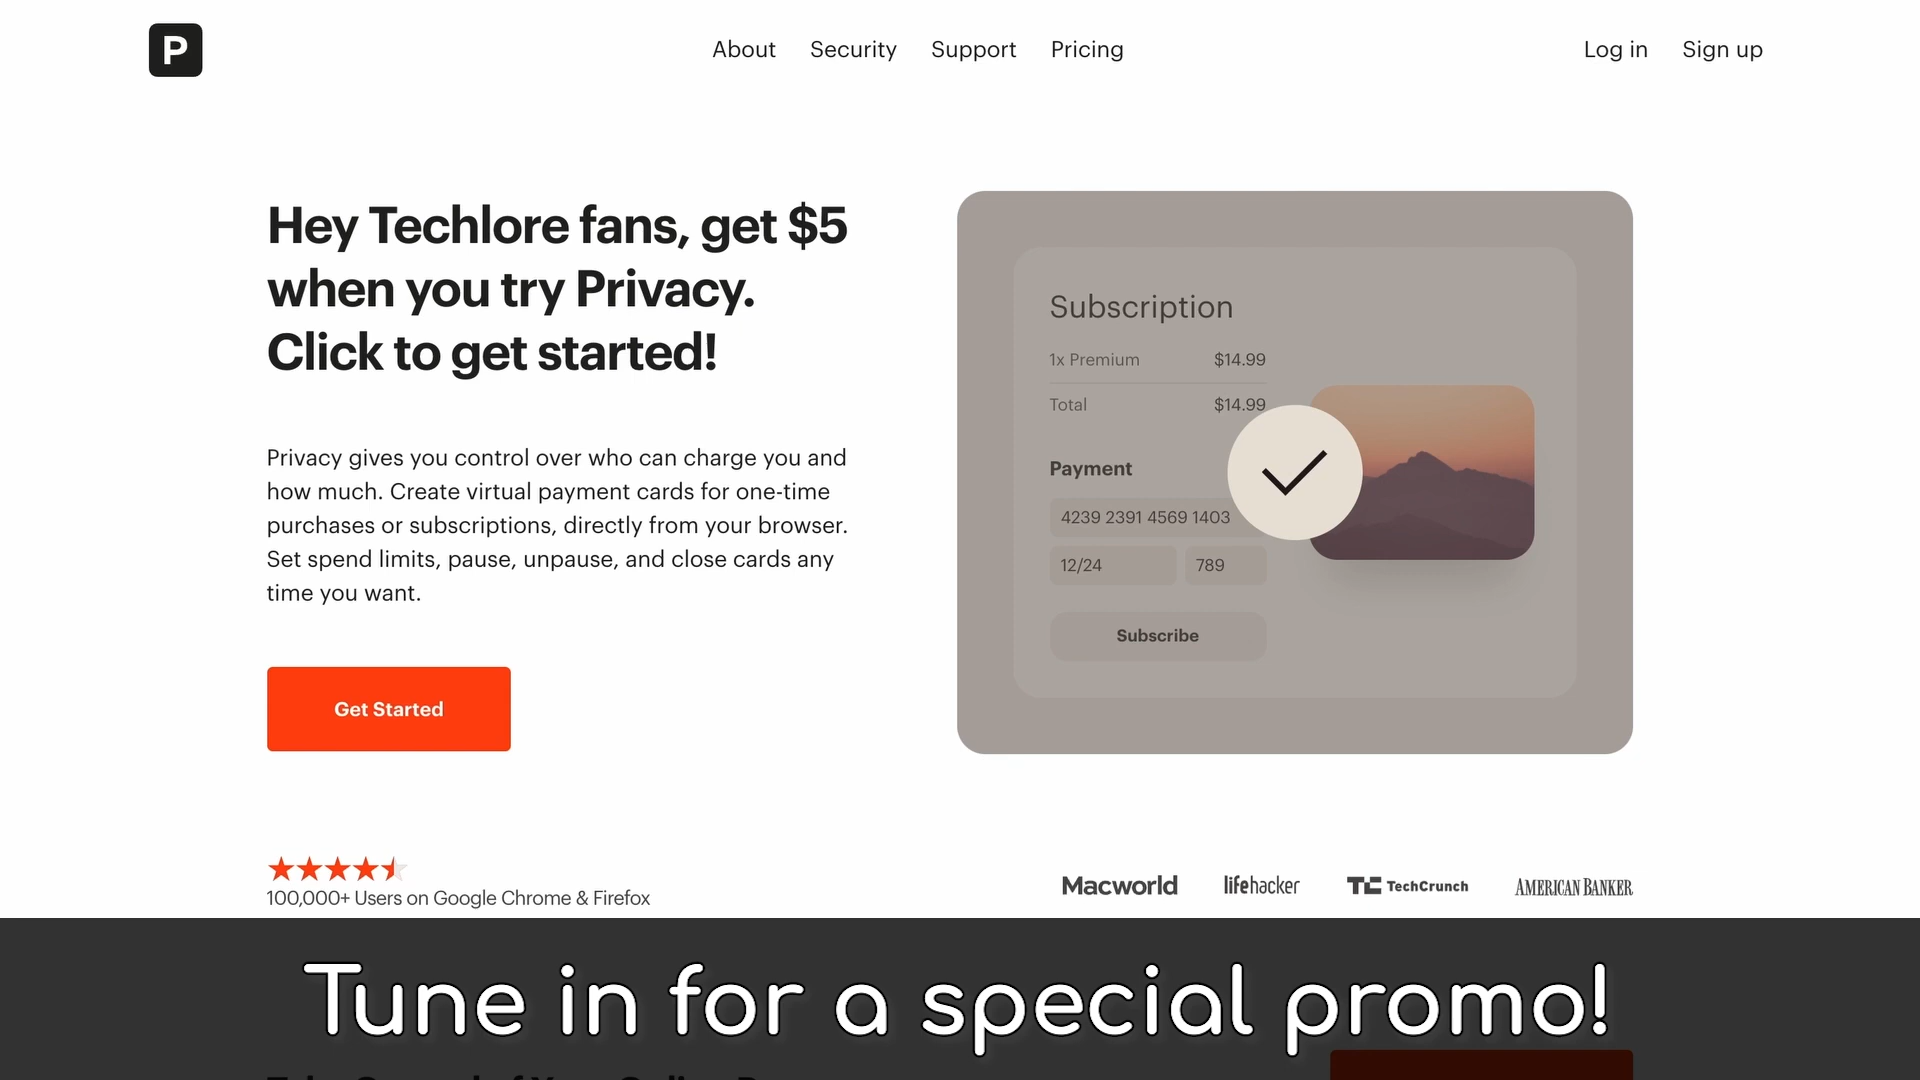 P
About Security Support Pricing
Log in Sign up
Hey Techlore fans, get $5
when you try Privacy.
Click to get started!
Privacy gives you control over who can charge you and
how much. Create virtual payment cards for one-time
purchases or subscriptions, directly from your browser.
Set spend limits, pause, unpause, and close cards any
time you want.
Get Started
Subscription
1x Premium $14.99
Total $14.99
Payment
4239 2391 4569 1403
12/24 789
Subscribe
100,000+ Users on Google Chrome & Firefox
Macworld lifehacker TC TechCrunch AMERICAN BANKER
Tune in for a special promo!